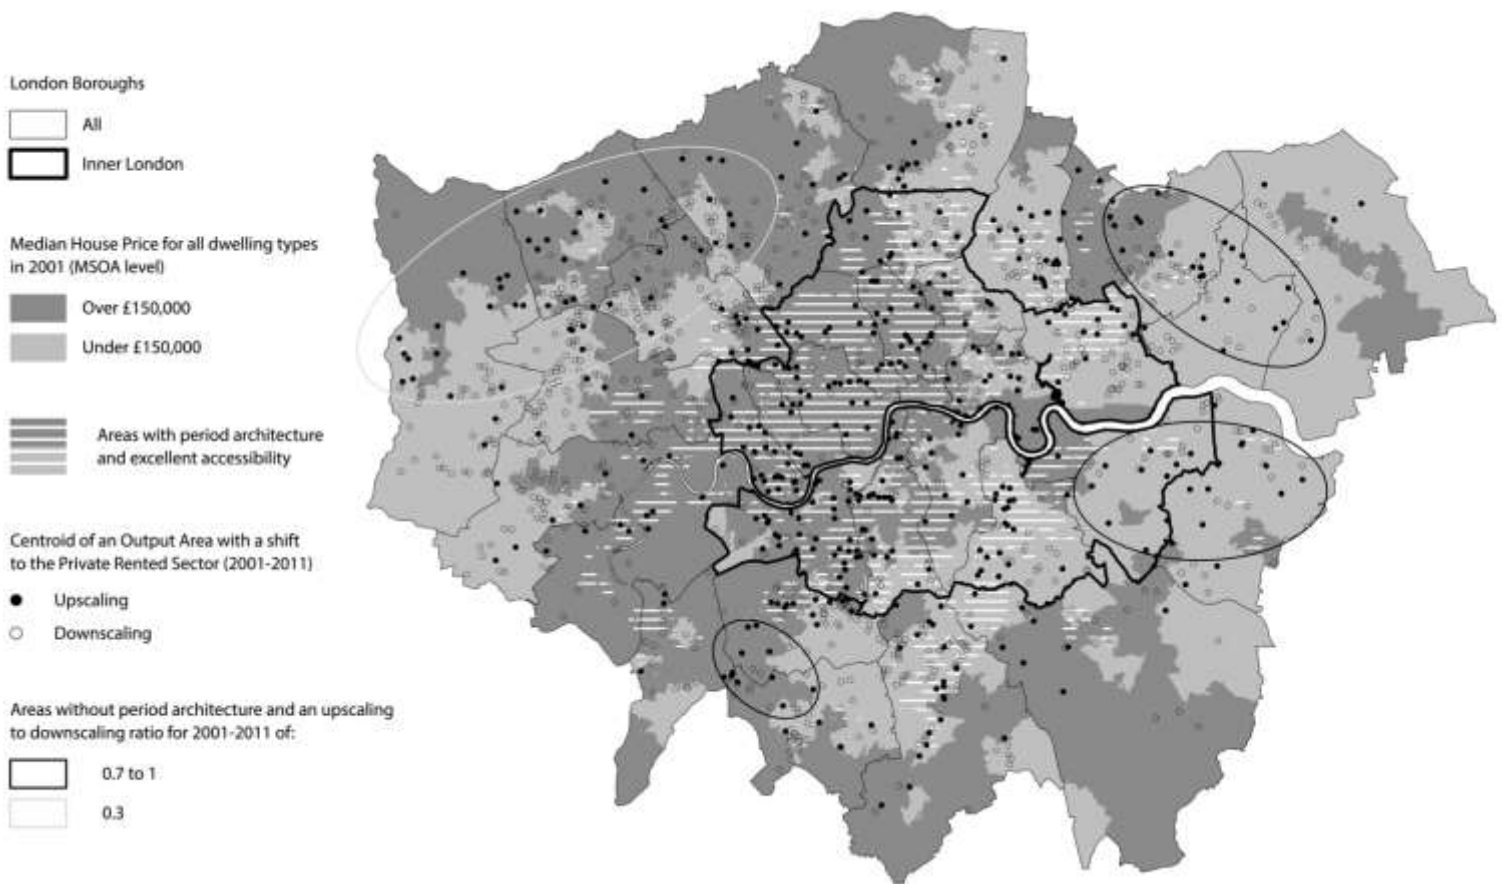 London Boroughs
All
Inner London
Median House Price for all dwelling types
in 2001 (MSOA level)
Over £150,000
Under £150,000
Areas with period architecture
and excellent accessibility
Centroid of an Output Area with a shift
to the Private Rented Sector (2001-2011)
Upscaling
Downscaling
Areas without period architecture and an upscaling
to downscaling ratio for 2001-2011 of:
0.7 to 1
0.3